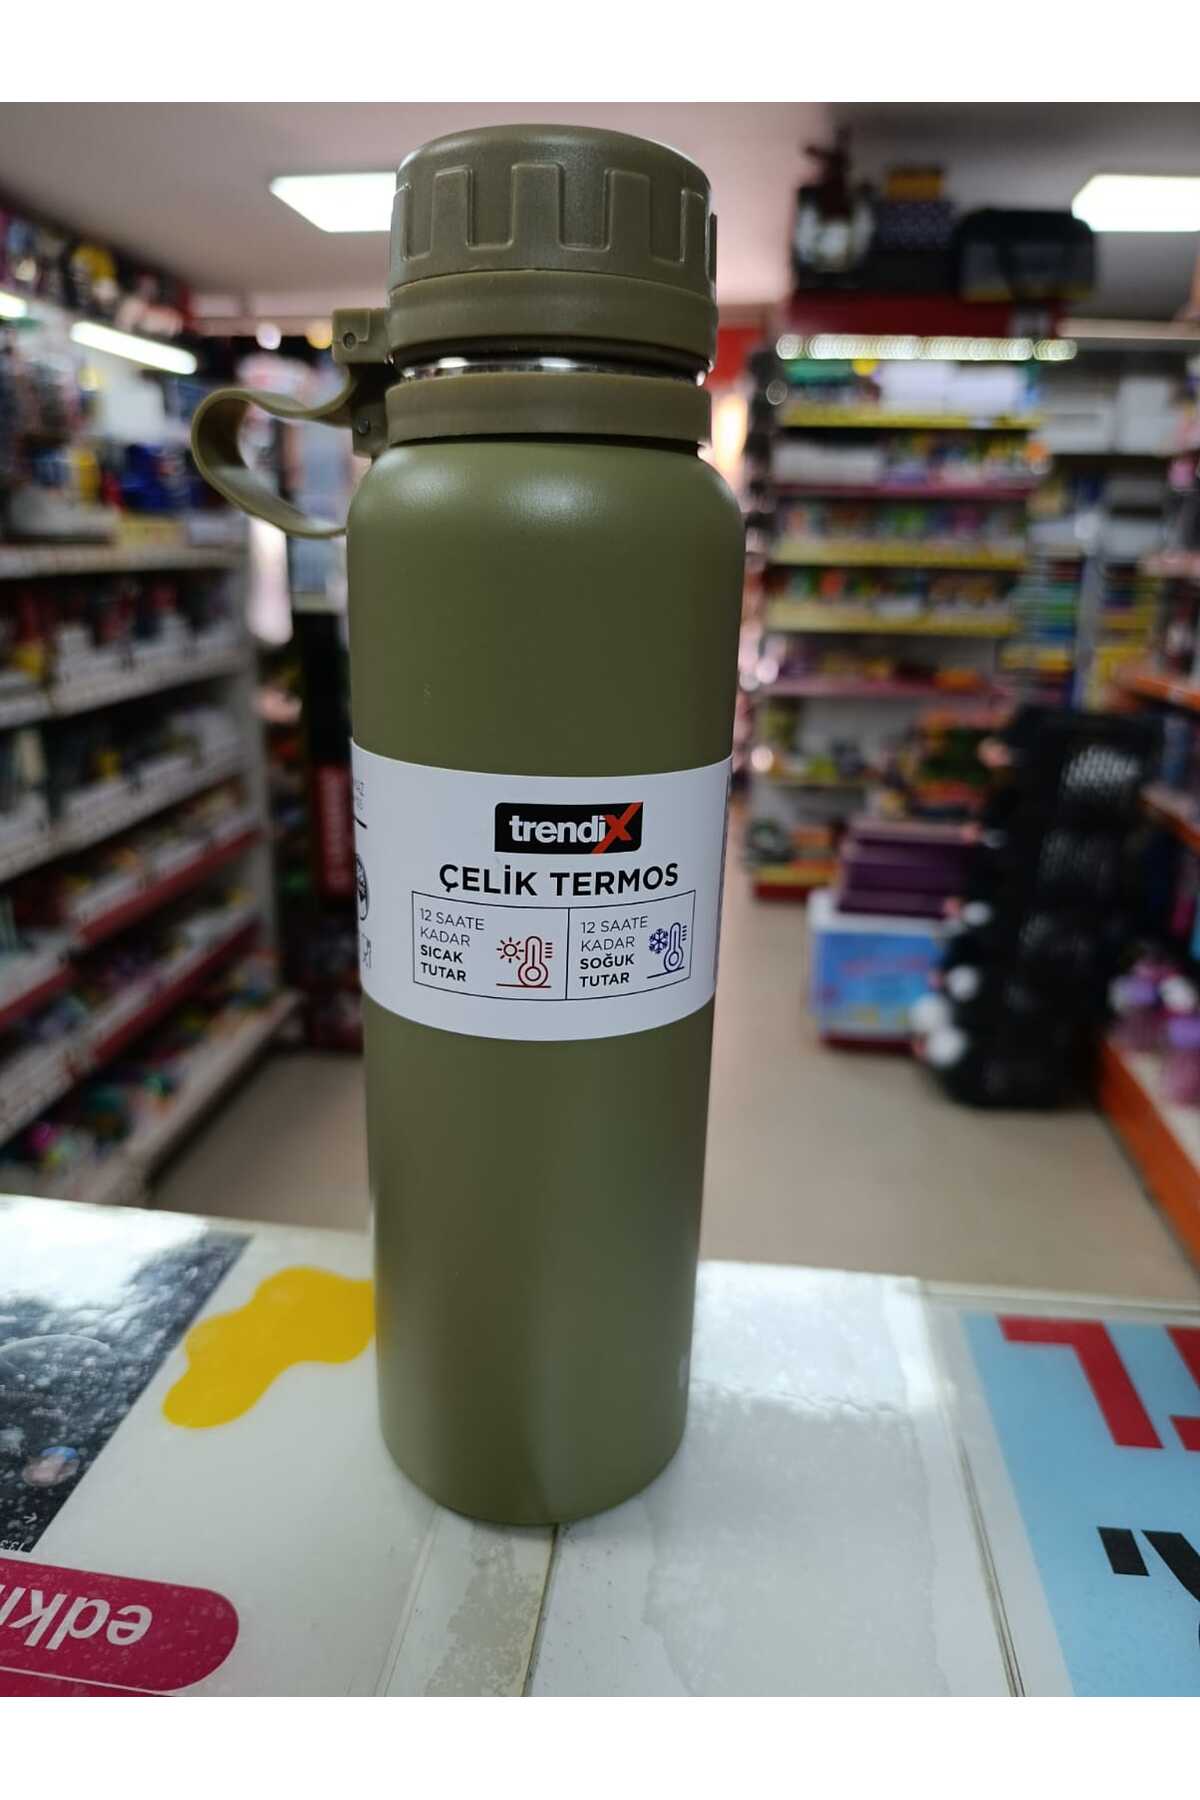 trendiX
ÇELİK TERMOS
12 SAATE
KADAR
SICAK
TUTAR
12 SAATE
KADAR
SOĞUK
TUTAR